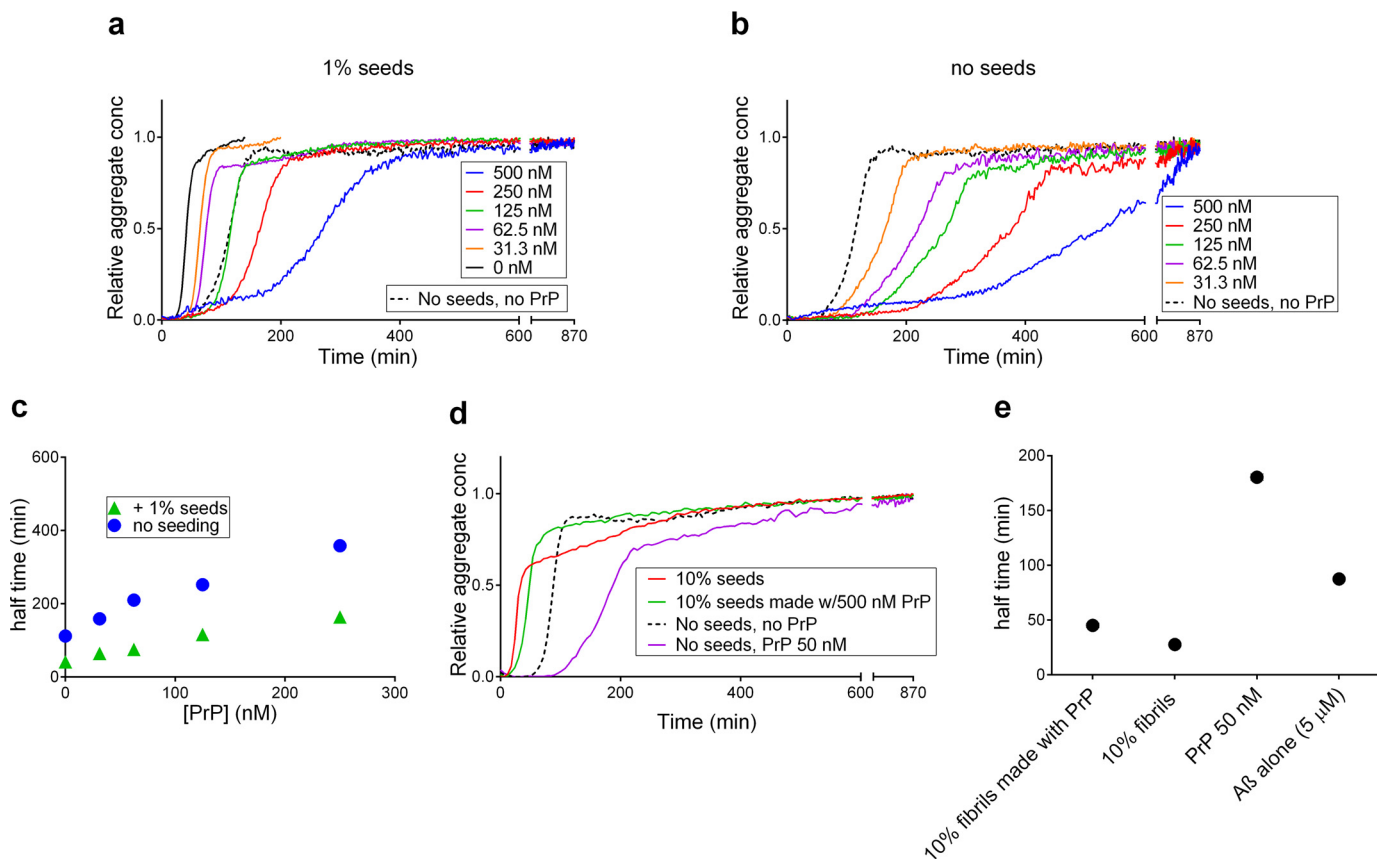 a
1% seeds
Relative aggregate conc
1.0
0.5
0.0
0
200
400
600
870
Time (min)
500 nM
250 nM
125 nM
62.5 nM
31.3 nM
0 nM
No seeds, no PrP
b
no seeds
Relative aggregate conc
1.0
0.5
0.0
0
200
400
600
870
Time (min)
500 nM
250 nM
125 nM
62.5 nM
31.3 nM
No seeds, no PrP
c
half time (min)
600
400
200
0
0
100
200
300
[PrP] (nM)
+ 1% seeds
no seeding
d
Relative aggregate conc
1.0
0.5
0.0
0
200
400
600
870
Time (min)
10% seeds
10% seeds made w/500 nM PrP
No seeds, no PrP
No seeds, PrP 50 nM
e
half time (min)
200
150
100
50
0
10% fibrils made with PrP
10% fibrils
PrP 50 nM
Aß alone (5 µM)